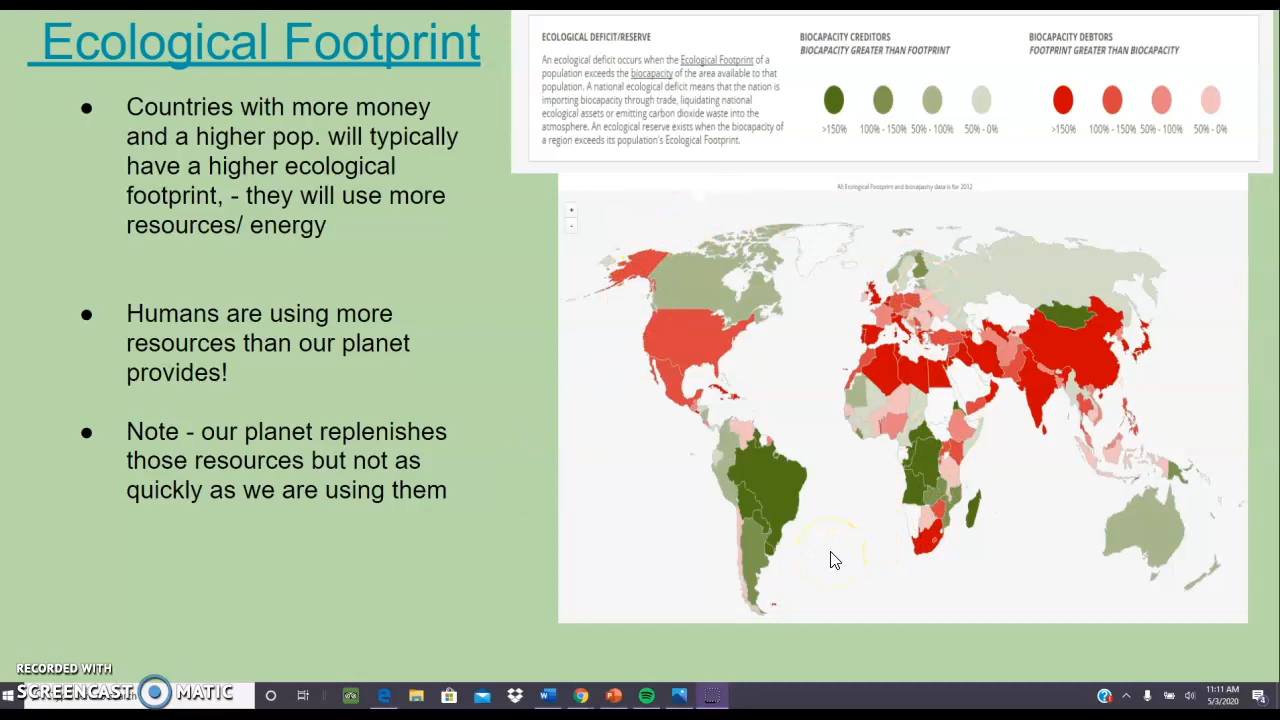 Ecological Footprint
● Countries with more money
and a higher pop. will typically
have a higher ecological
footprint, - they will use more
resources/ energy
● Humans are using more
resources than our planet
provides!
● Note - our planet replenishes
those resources but not as
quickly as we are using them
ECOLOGICAL DEFICIT/RESERVE
An ecological deficit occurs when the Ecological Footprint of a
population exceeds the biocapacity of the area available to that
population. A national ecological deficit means that the nation is
importing biocapacity through trade, liquidating national
ecological assets or emitting carbon dioxide waste into the
atmosphere. An ecological reserve exists when the biocapacity of
a region exceeds its population's Ecological Footprint.
BIOCAPACITY CREDITORS
BIOCAPACITY GREATER THAN FOOTPRINT
>150% 100% - 150% 50% - 100% 50% - 0%
BIOCAPACITY DEBTORS
FOOTPRINT GREATER THAN BIOCAPACITY
>150% 100% - 150% 50% - 100% 50% - 0%
All Ecological Footprint and biocapacity data is for 2012
+
-
RECORDED WITH
SCREENCAST MATIC
11:11 AM
5/3/2020